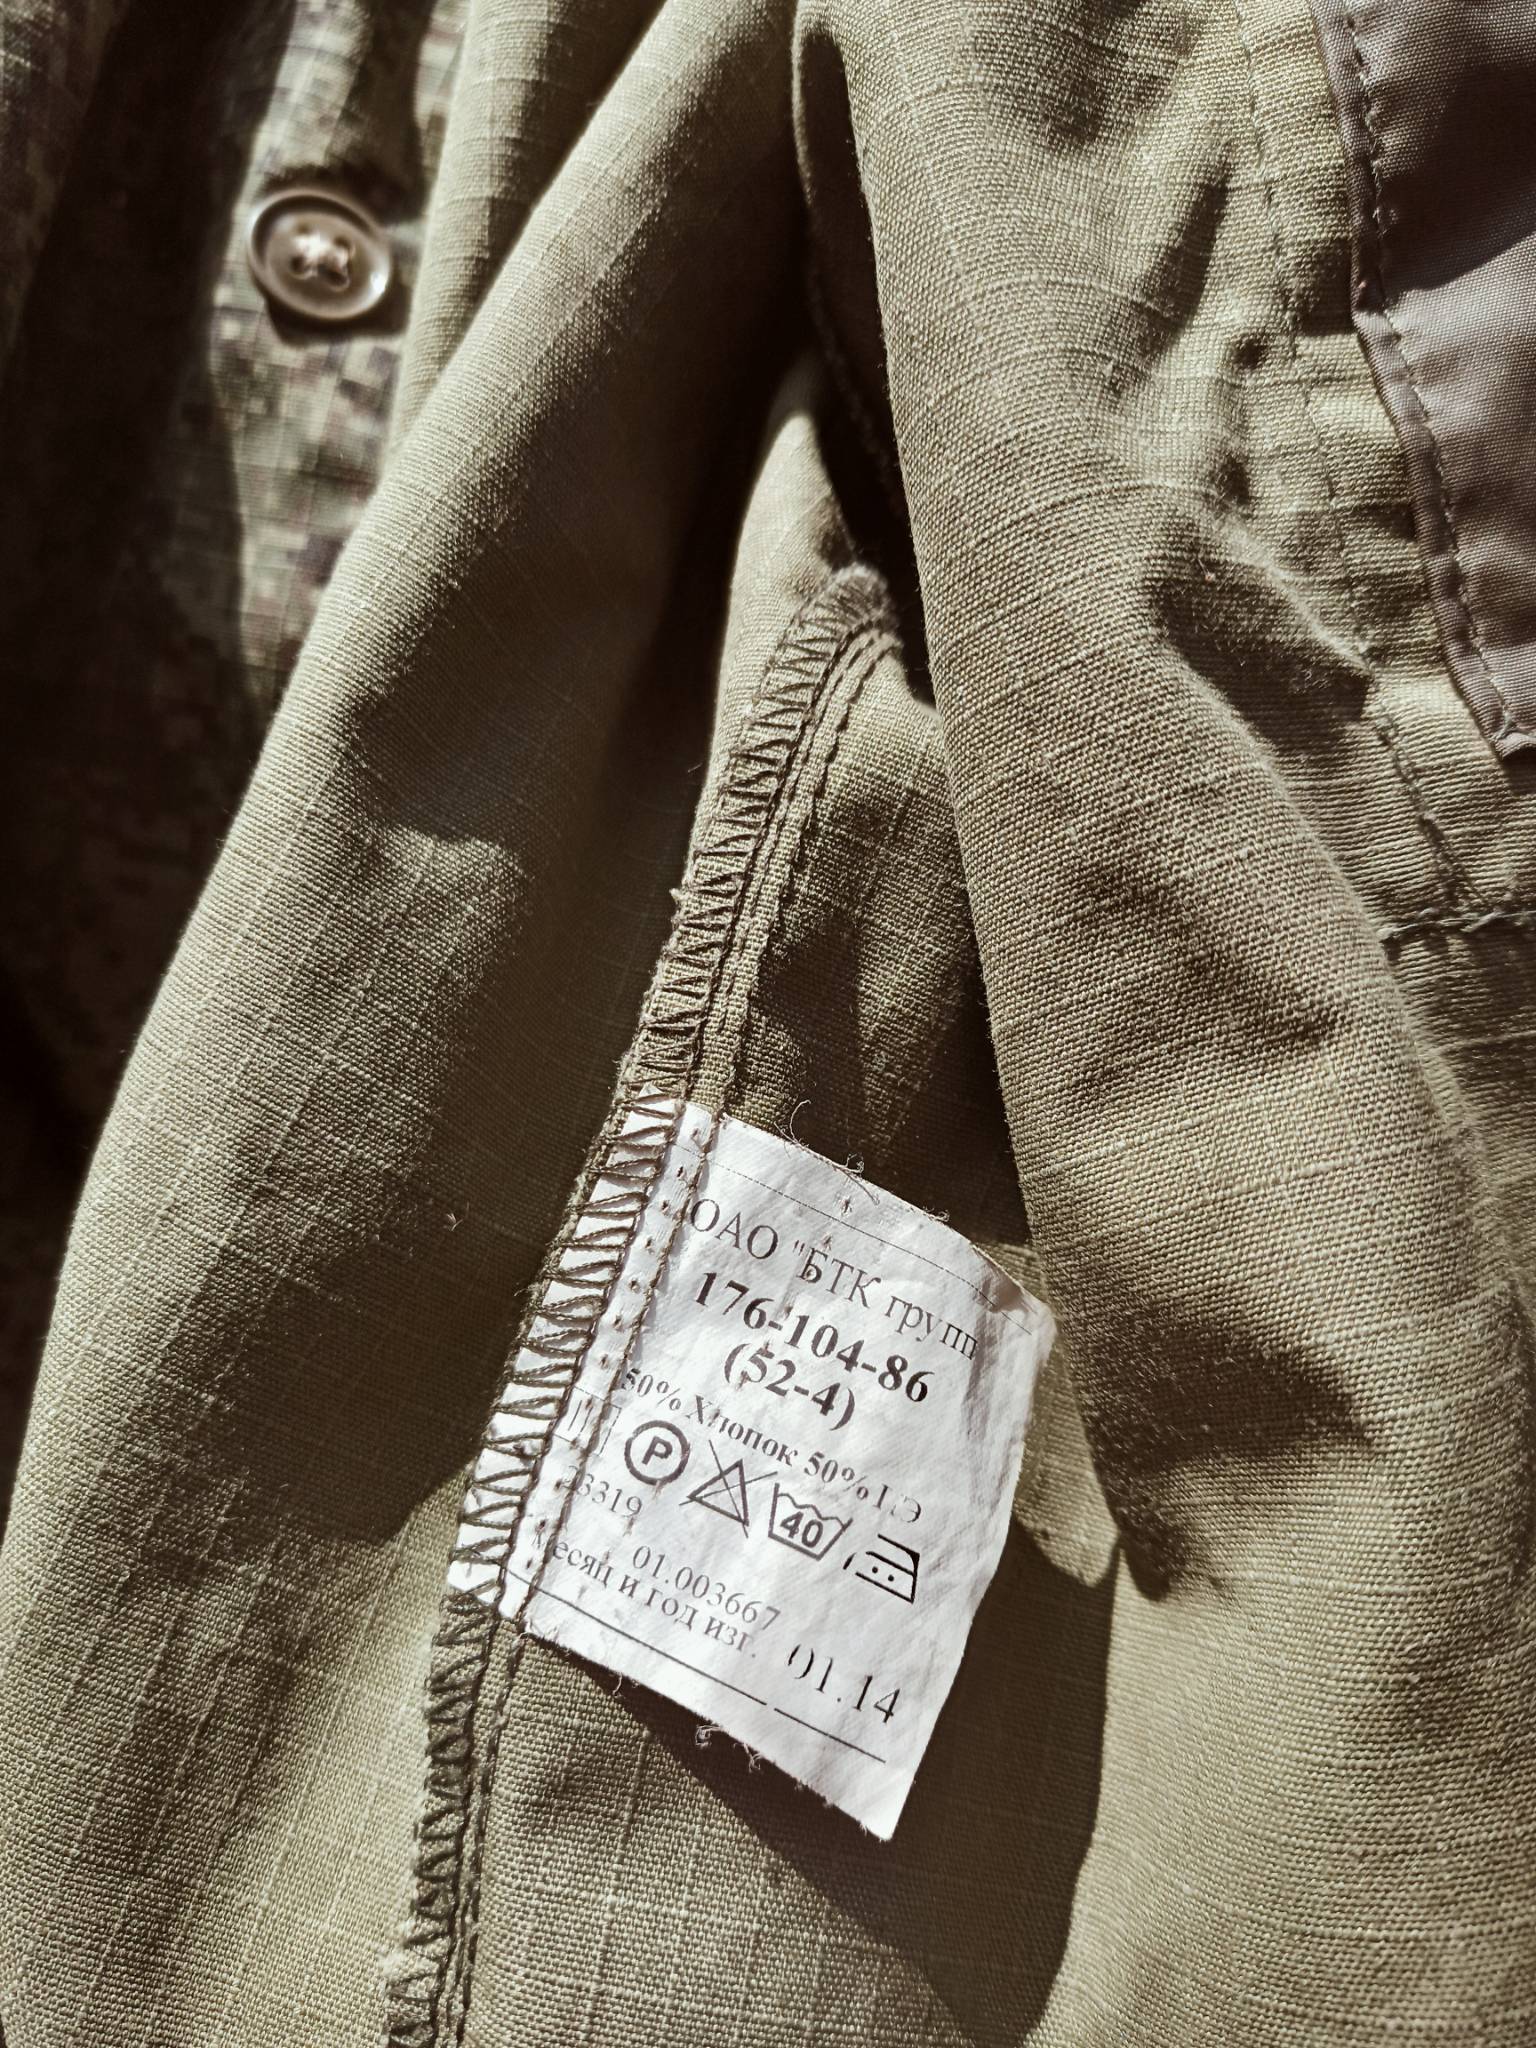 ОАО "БТК групп
176-104-86
(52-4)
50% Хлопок 50% ПЭ
P 40
23319
01.003667
месяц и год изг. 01.14